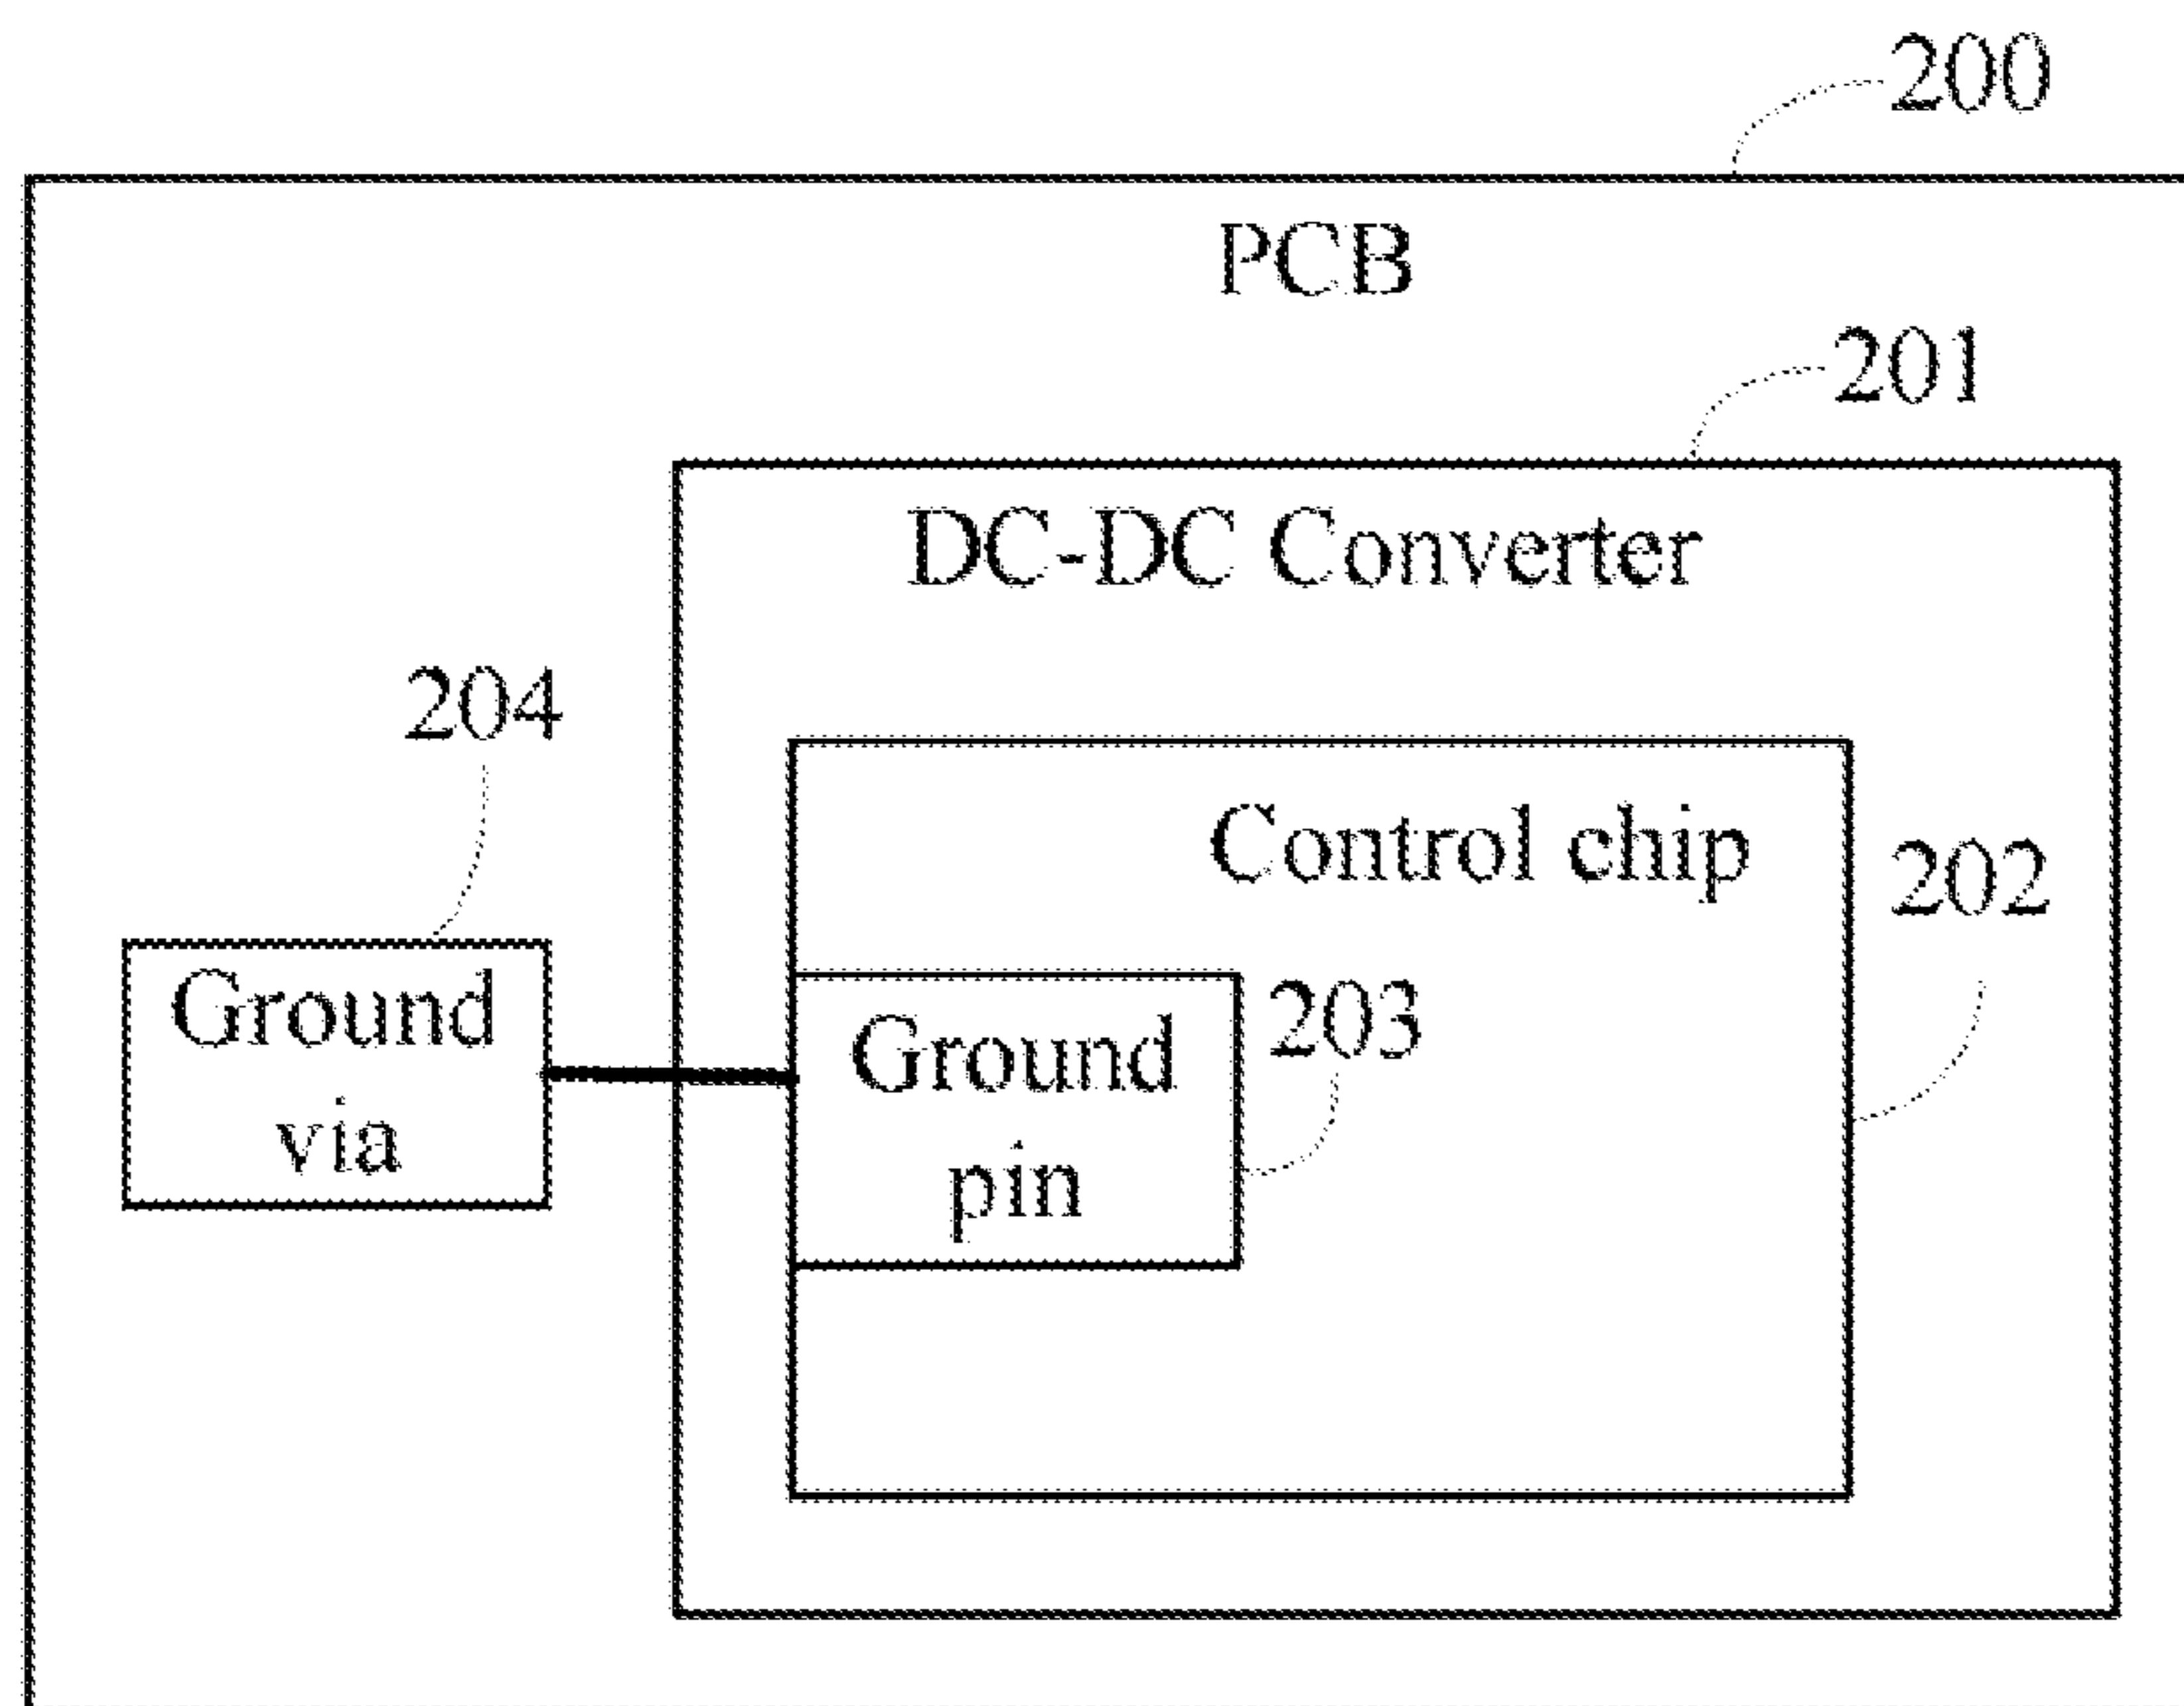 200
PCB
201
DC-DC Converter
204
Control chip
202
Ground
via
203
Ground
pin